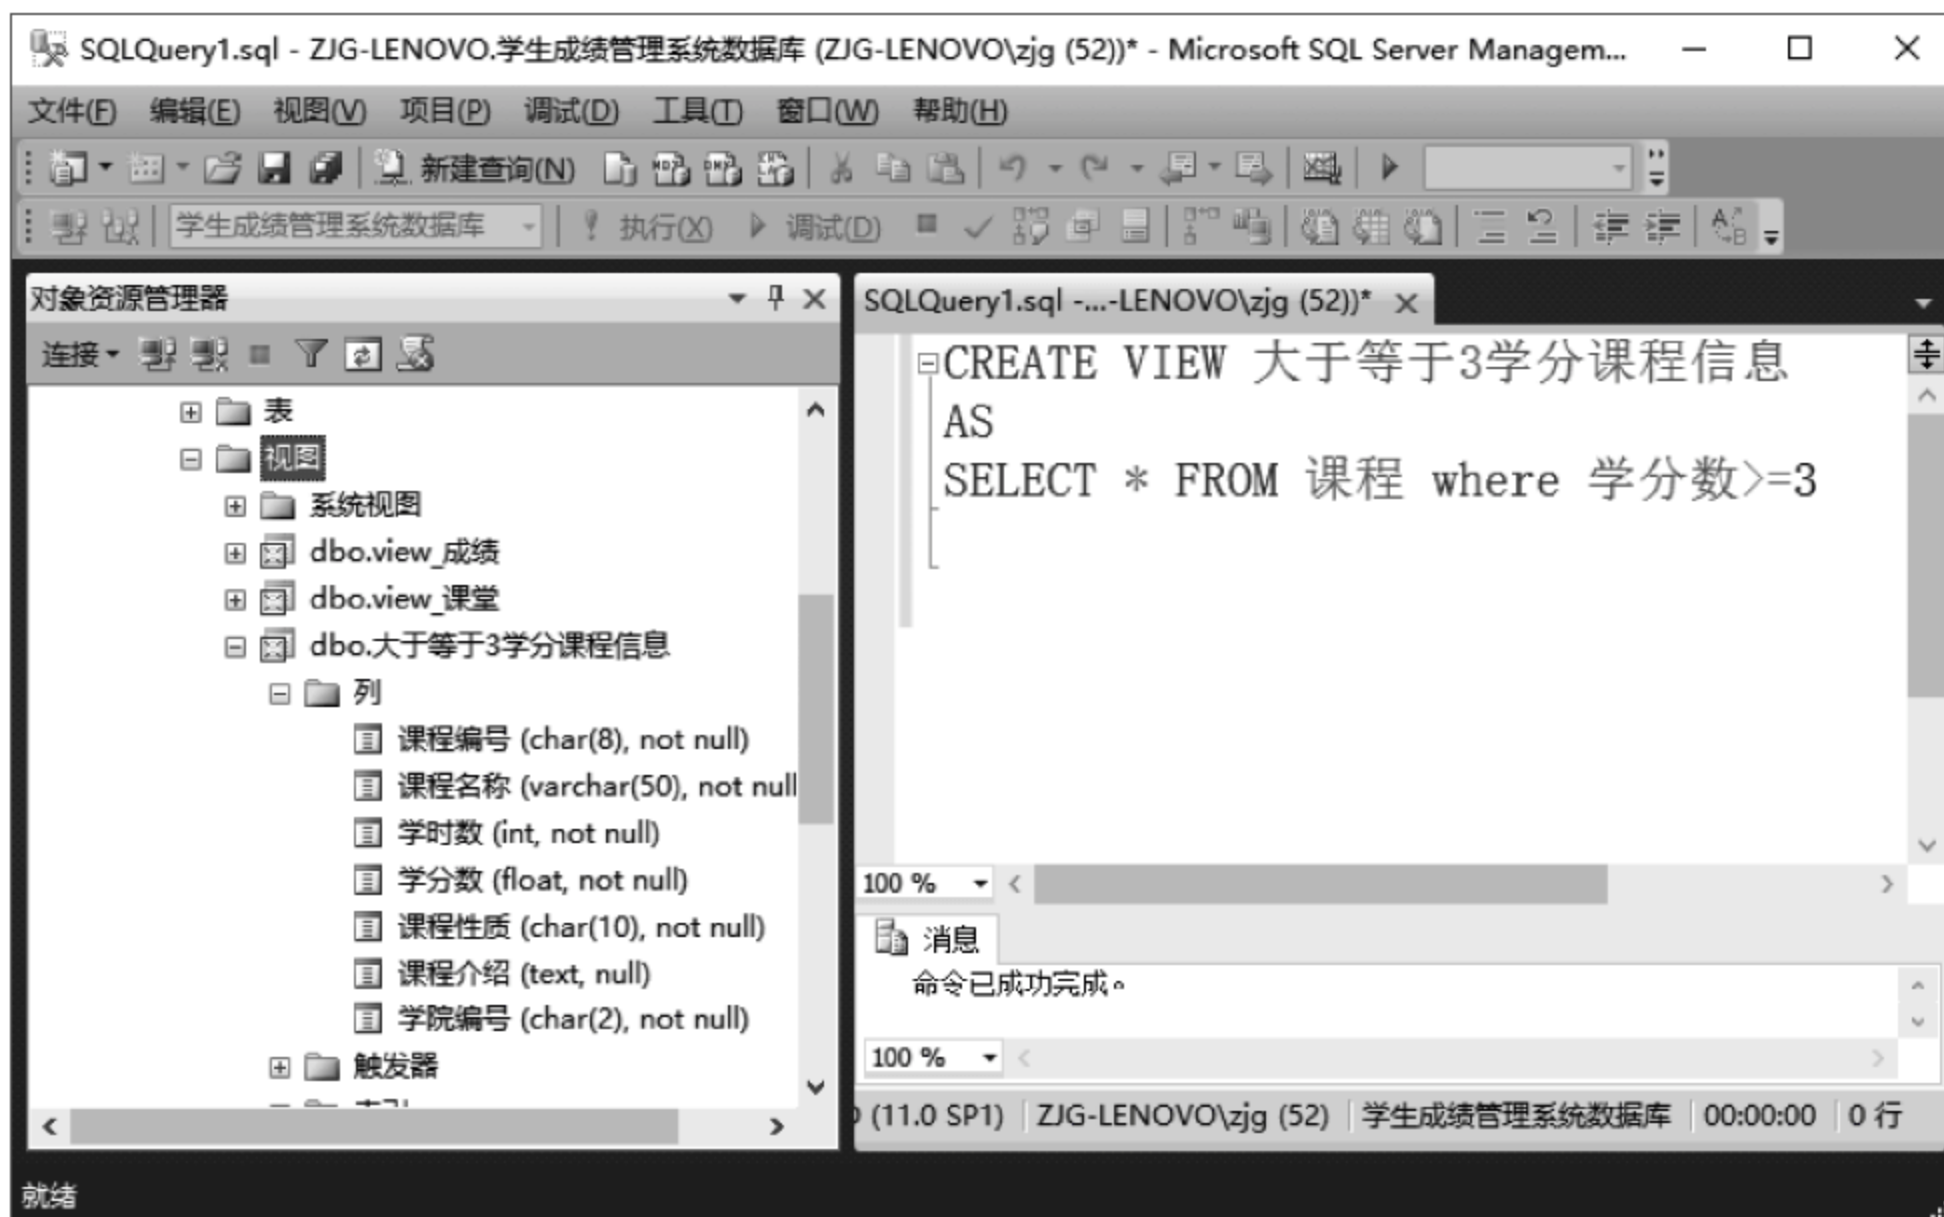 SQLQuery1.sql - ZJG-LENOVO.学生成绩管理系统数据库 (ZJG-LENOVO\zjg (52))* - Microsoft SQL Server Managem...
文件(F) 编辑(E) 视图(V) 项目(P) 调试(D) 工具(T) 窗口(W) 帮助(H)
新建查询(N)
学生成绩管理系统数据库 执行(X) 调试(D)
对象资源管理器
连接
表
视图
系统视图
dbo.view_成绩
dbo.view_课堂
dbo.大于等于3学分课程信息
列
课程编号 (char(8), not null)
课程名称 (varchar(50), not null
学时数 (int, not null)
学分数 (float, not null)
课程性质 (char(10), not null)
课程介绍 (text, null)
学院编号 (char(2), not null)
触发器
SQLQuery1.sql -...-LENOVO\zjg (52))*
CREATE VIEW 大于等于3学分课程信息
AS
SELECT * FROM 课程 where 学分数>=3
100 %
消息
命令已成功完成。
100 %
(11.0 SP1) ZJG-LENOVO\zjg (52) 学生成绩管理系统数据库 00:00:00 0 行
就绪